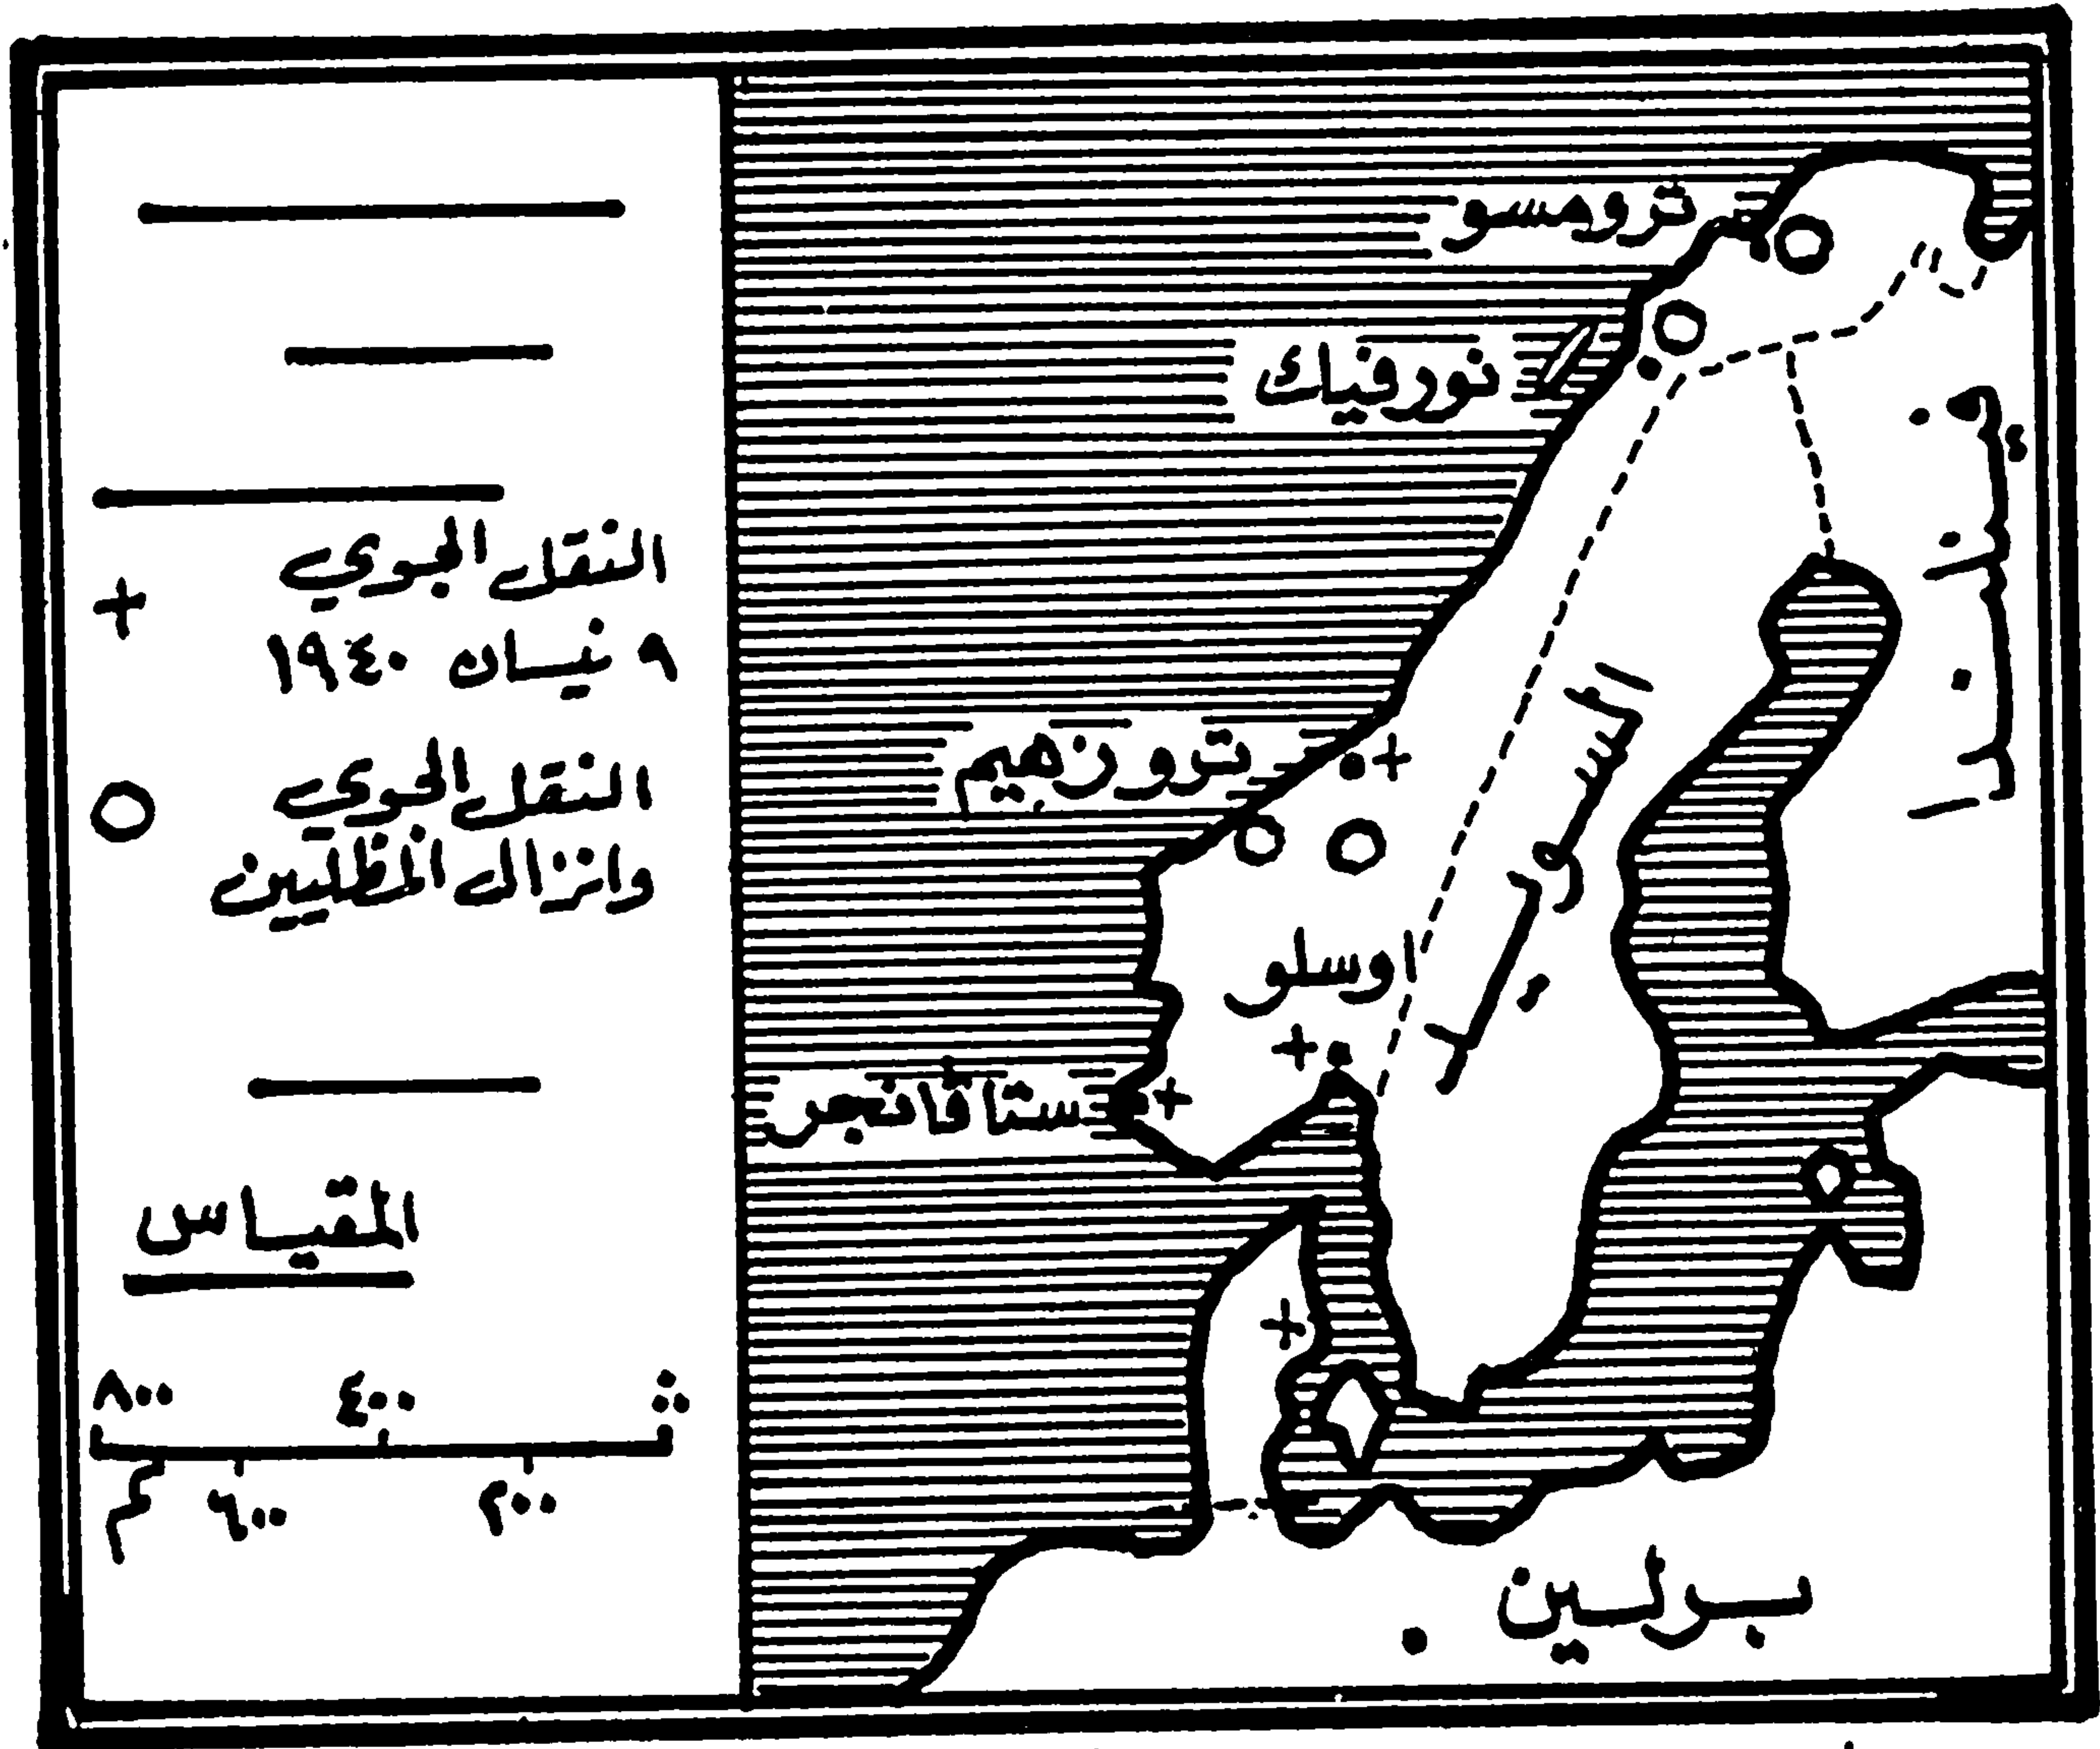 النقل الجوي
٩ نيسان ١٩٤٠
+
النقل الجوي
وانزال المظليين
المقياس
٨٠٠ ٤٠٠
٦٠٠ ٢٠٠
كم
ترومسو
نورفيك
تروزهيم
اوسلو
ستافانجر
السويد
فنلندا
برلين